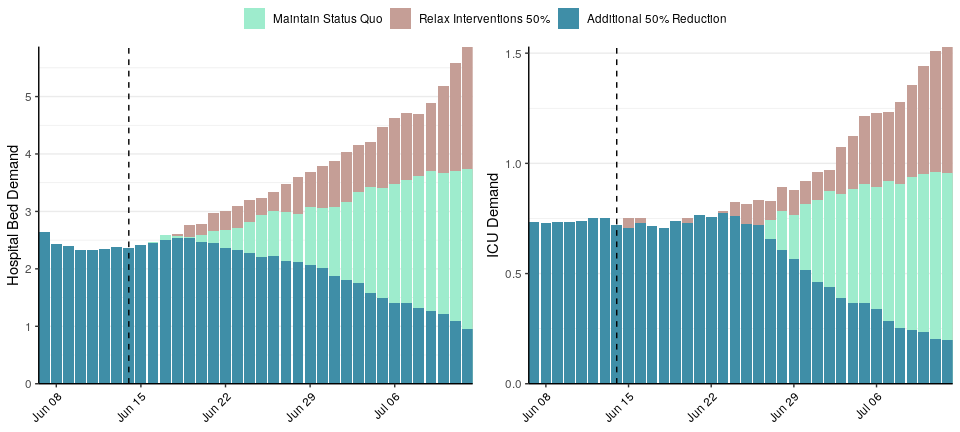 Maintain Status Quo Relax Interventions 50% Additional 50% Reduction
Hospital Bed Demand
5
4
3
2
1
0
Jun 08 Jun 15 Jun 22 Jun 29 Jul 06
ICU Demand
1.5
1.0
0.5
0.0
Jun 08 Jun 15 Jun 22 Jun 29 Jul 06